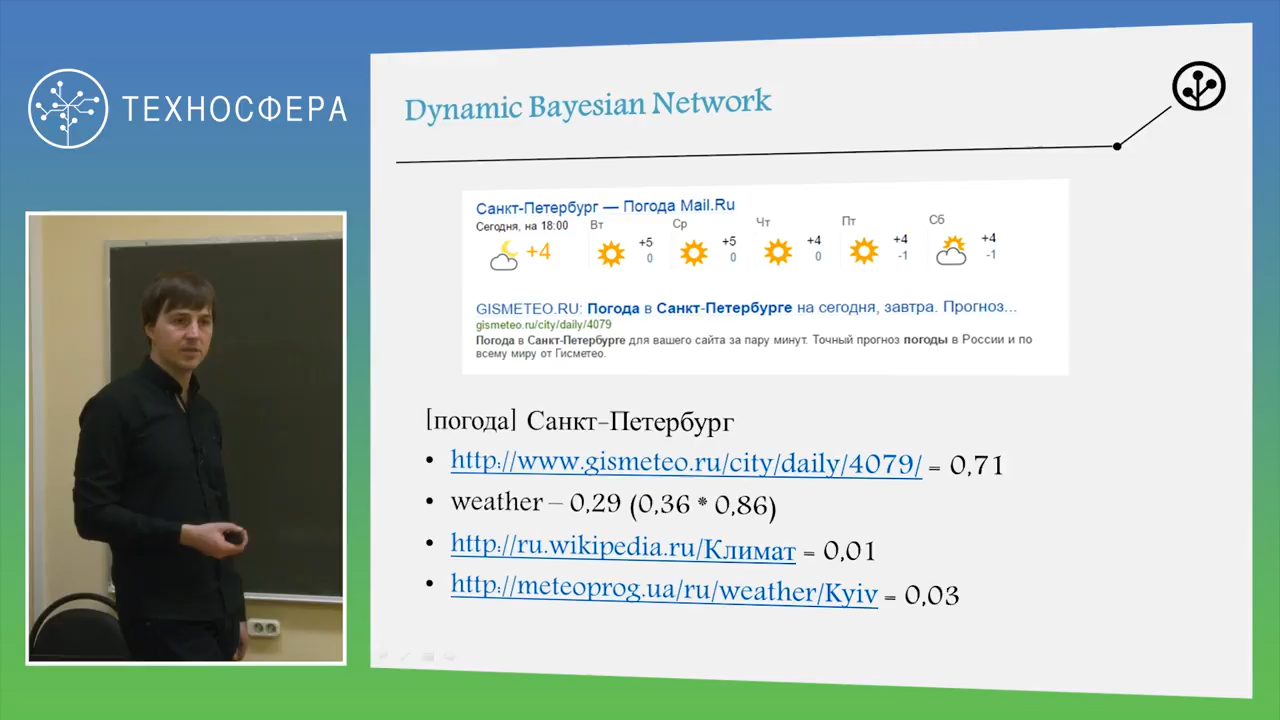 ТЕХНОСФЕРА
Dynamic Bayesian Network
Санкт-Петербург — Погода Mail.Ru
Сегодня, на 18:00 Вт Ср Чт Пт Сб
+4 +5 +5 +4 +4 +4
0 0 0 -1 -1
GISMETEO.RU: Погода в Санкт-Петербурге на сегодня, завтра. Прогноз...
gismeteo.ru/city/daily/4079
Погода в Санкт-Петербурге для вашего сайта за пару минут. Точный прогноз погоды в России и по
всему миру от Гисметео.
[погода] Санкт-Петербург
• http://www.gismeteo.ru/city/daily/4079/ = 0,71
• weather – 0,29 (0,36 * 0,86)
• http://ru.wikipedia.ru/Климат = 0,01
• http://meteoprog.ua/ru/weather/Kyiv = 0,03